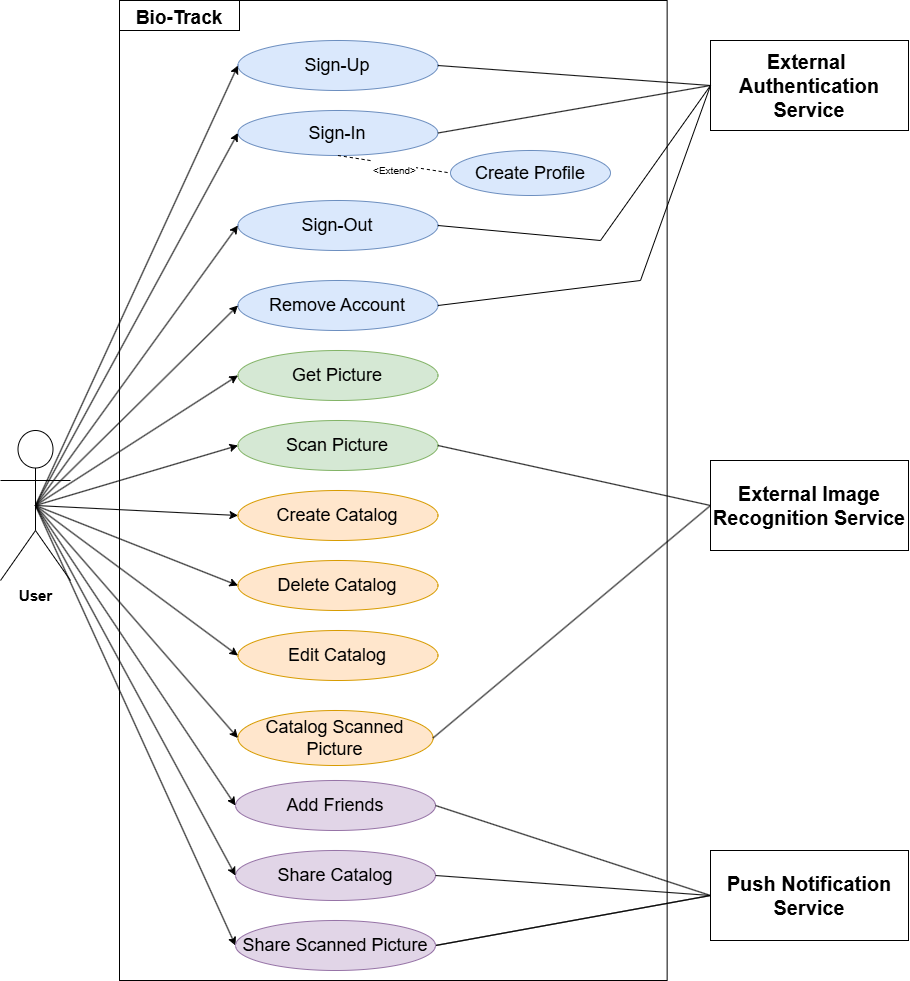 Bio-Track
Sign-Up
External
Authentication
Service
Sign-In
<Extend>
Create Profile
Sign-Out
Remove Account
Get Picture
Scan Picture
External Image
Recognition Service
Create Catalog
Delete Catalog
User
Edit Catalog
Catalog Scanned
Picture
Add Friends
Share Catalog
Push Notification
Service
Share Scanned Picture